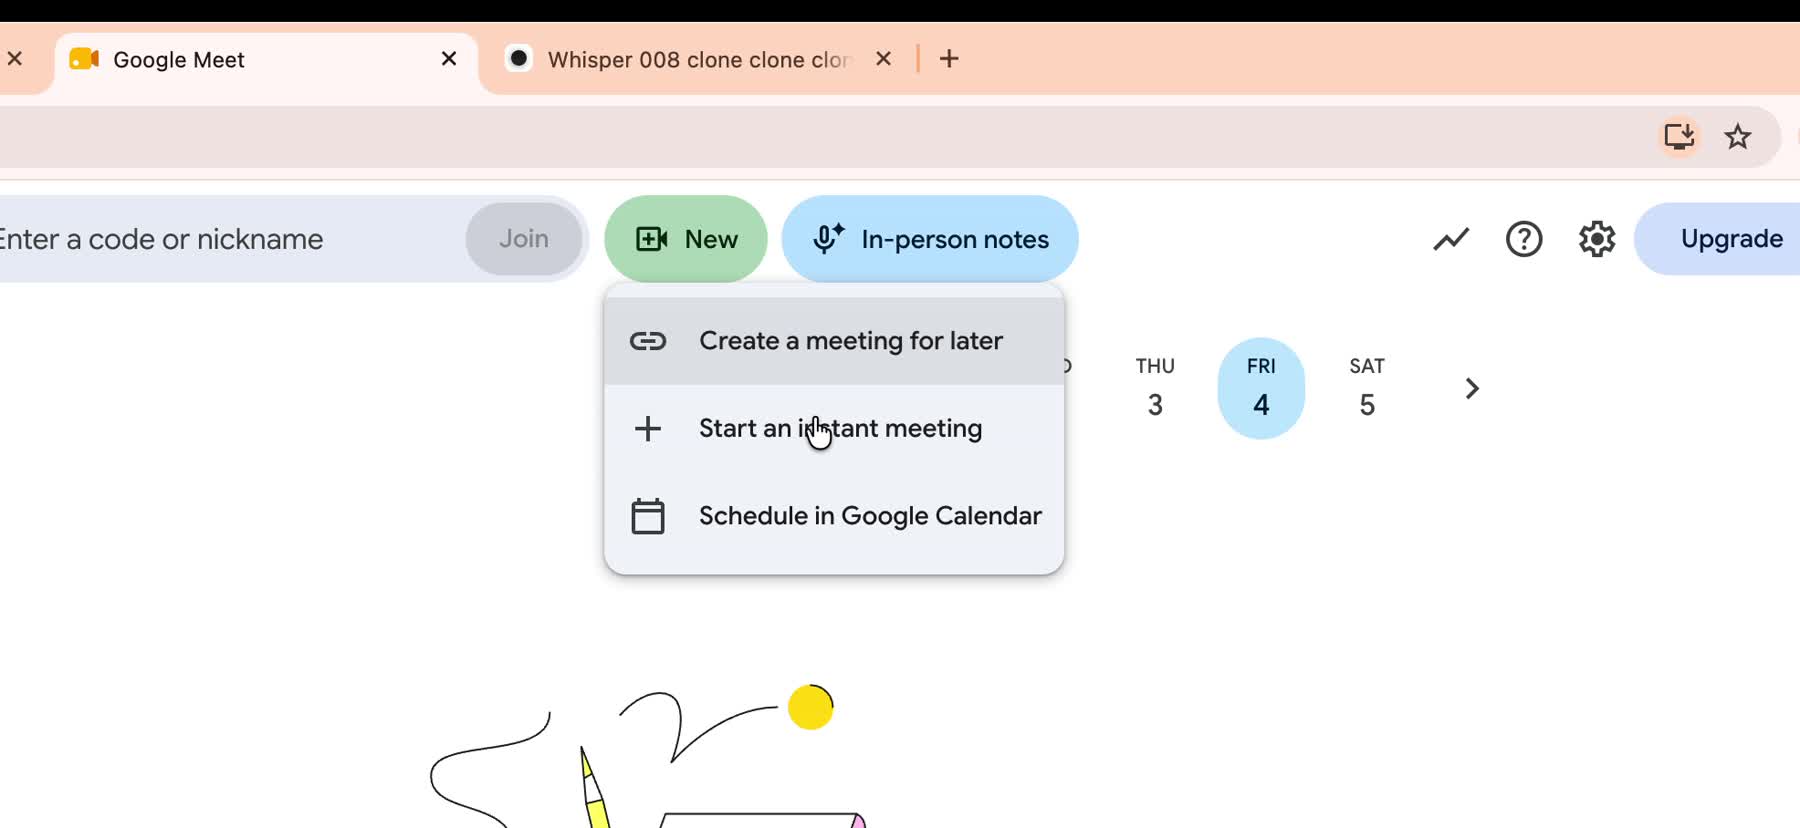 Google Meet
Whisper 008 clone clone clon
Enter a code or nickname
Join
New
In-person notes
Upgrade
Create a meeting for later
Start an instant meeting
Schedule in Google Calendar
THU
3
FRI
4
SAT
5